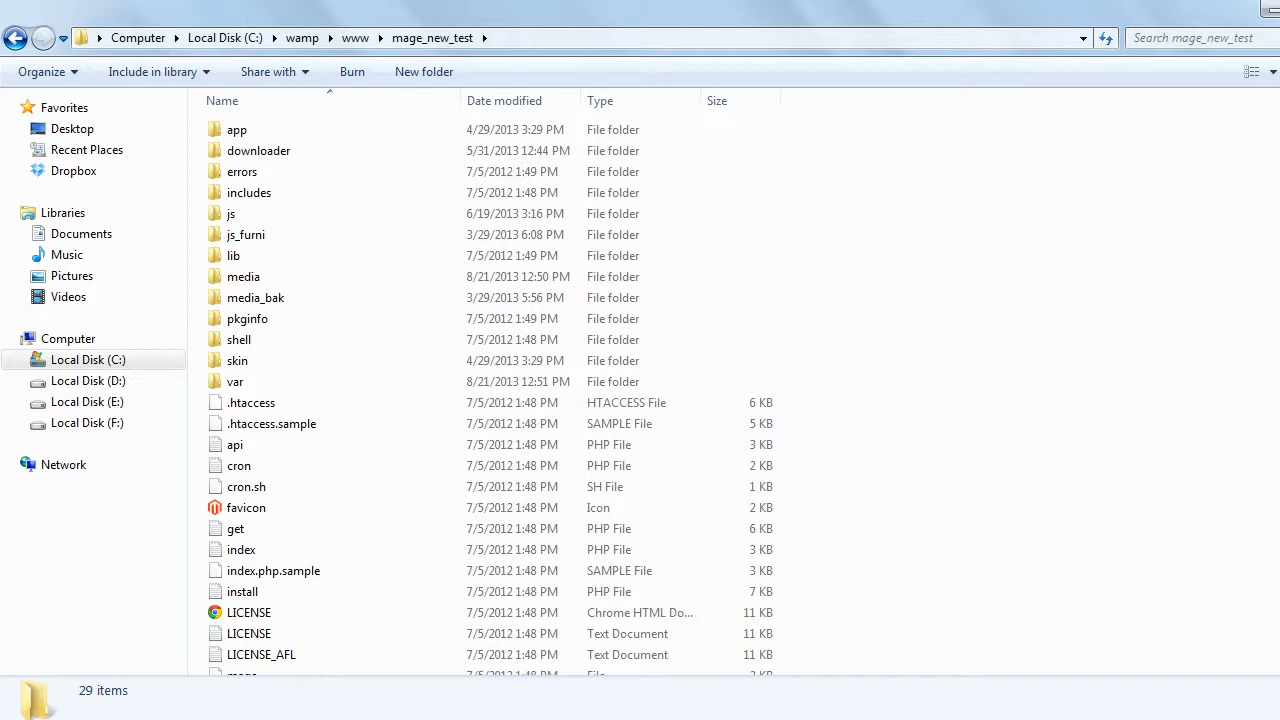 Computer Local Disk (C:) wamp www mage_new_test Search mage_new_test
Organize Include in library Share with Burn New folder
Favorites
Desktop
Recent Places
Dropbox
Libraries
Documents
Music
Pictures
Videos
Computer
Local Disk (C:)
Local Disk (D:)
Local Disk (E:)
Local Disk (F:)
Network
Name Date modified Type Size
app 4/29/2013 3:29 PM File folder
downloader 5/31/2013 12:44 PM File folder
errors 7/5/2012 1:49 PM File folder
includes 7/5/2012 1:48 PM File folder
js 6/19/2013 3:16 PM File folder
js_furni 3/29/2013 6:08 PM File folder
lib 7/5/2012 1:49 PM File folder
media 8/21/2013 12:50 PM File folder
media_bak 3/29/2013 5:56 PM File folder
pkginfo 7/5/2012 1:49 PM File folder
shell 7/5/2012 1:48 PM File folder
skin 4/29/2013 3:29 PM File folder
var 8/21/2013 12:51 PM File folder
.htaccess 7/5/2012 1:48 PM HTACCESS File 6 KB
.htaccess.sample 7/5/2012 1:48 PM SAMPLE File 5 KB
api 7/5/2012 1:48 PM PHP File 3 KB
cron 7/5/2012 1:48 PM PHP File 2 KB
cron.sh 7/5/2012 1:48 PM SH File 1 KB
favicon 7/5/2012 1:48 PM Icon 2 KB
get 7/5/2012 1:48 PM PHP File 6 KB
index 7/5/2012 1:48 PM PHP File 3 KB
index.php.sample 7/5/2012 1:48 PM SAMPLE File 3 KB
install 7/5/2012 1:48 PM PHP File 7 KB
LICENSE 7/5/2012 1:48 PM Chrome HTML Do... 11 KB
LICENSE 7/5/2012 1:48 PM Text Document 11 KB
LICENSE_AFL 7/5/2012 1:48 PM Text Document 11 KB
29 items